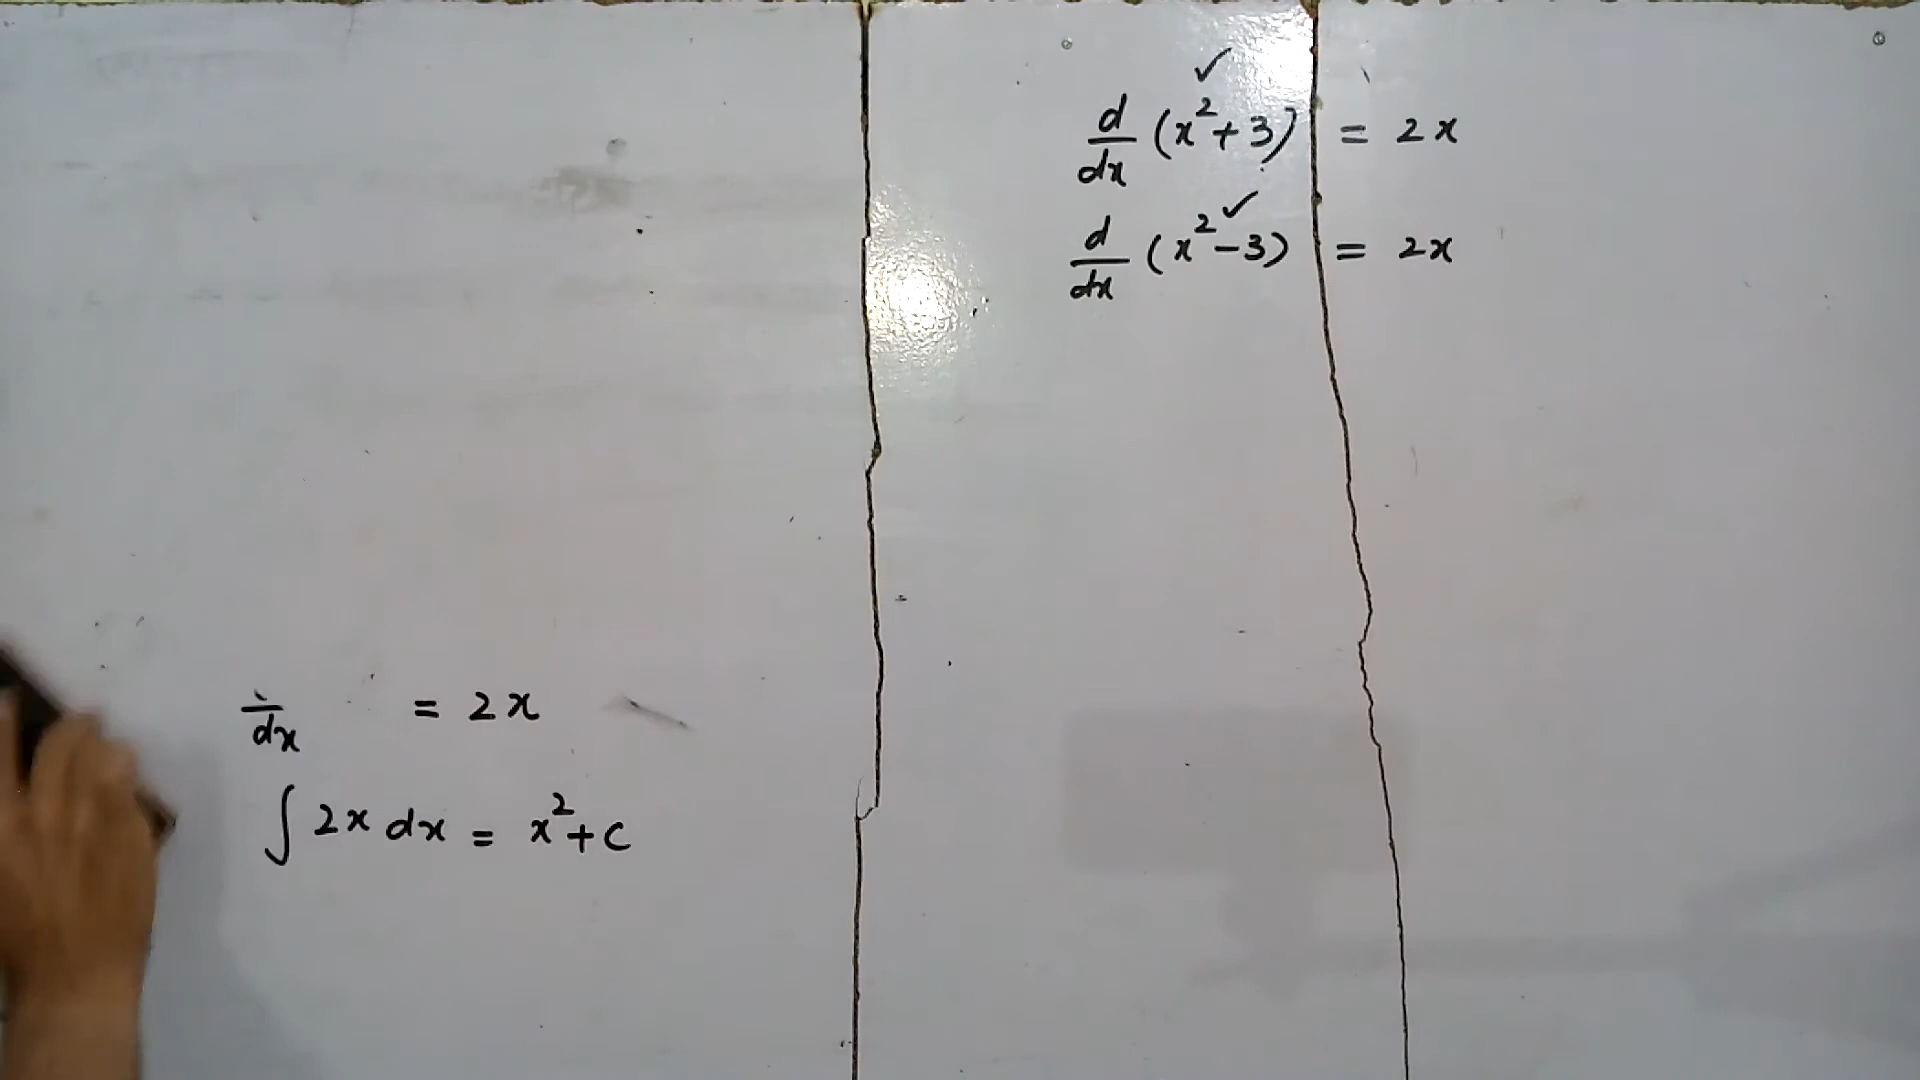 d/dx (x²+3) = 2x
d/dx (x²-3) = 2x
/dx = 2x
∫ 2x dx = x²+c